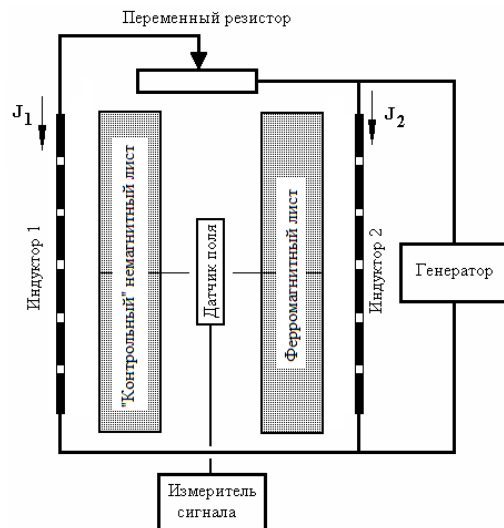 Переменный резистор
J1
J2
Индуктор 1
"Контрольный" немагнитный лист
Датчик поля
Ферромагнитный лист
Индуктор 2
Генератор
Измеритель
сигнала